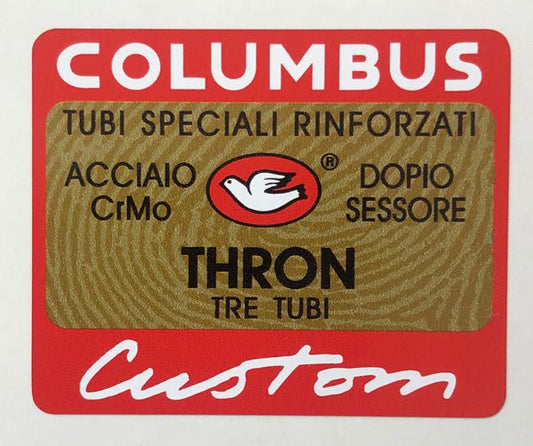 COLUMBUS
TUBI SPECIALI RINFORZATI
ACCIAIO ® DOPIO
CrMo SESSORE
THRON
TRE TUBI
Custom